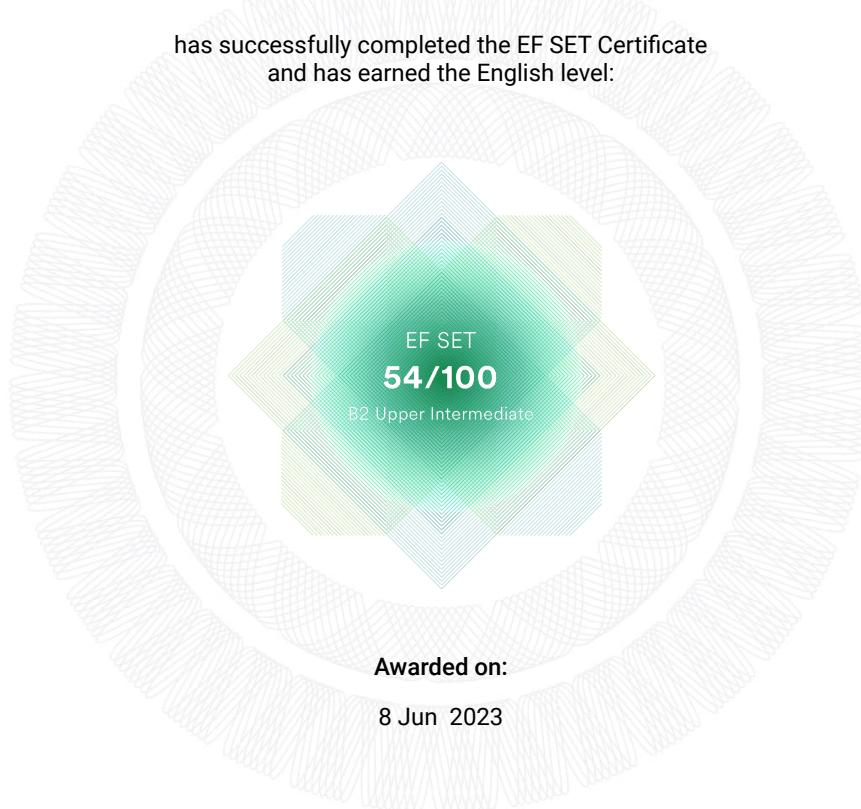 has successfully completed the EF SET Certificate
and has earned the English level:
EF SET
54/100
B2 Upper Intermediate
Awarded on:
8 Jun 2023